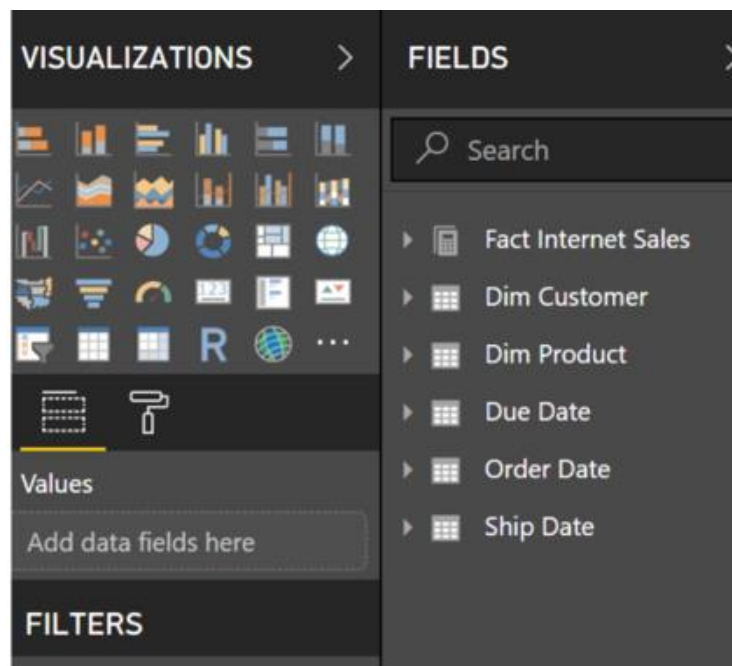 VISUALIZATIONS
FIELDS
Search
123
R
Values
Add data fields here
FILTERS
Fact Internet Sales
Dim Customer
Dim Product
Due Date
Order Date
Ship Date